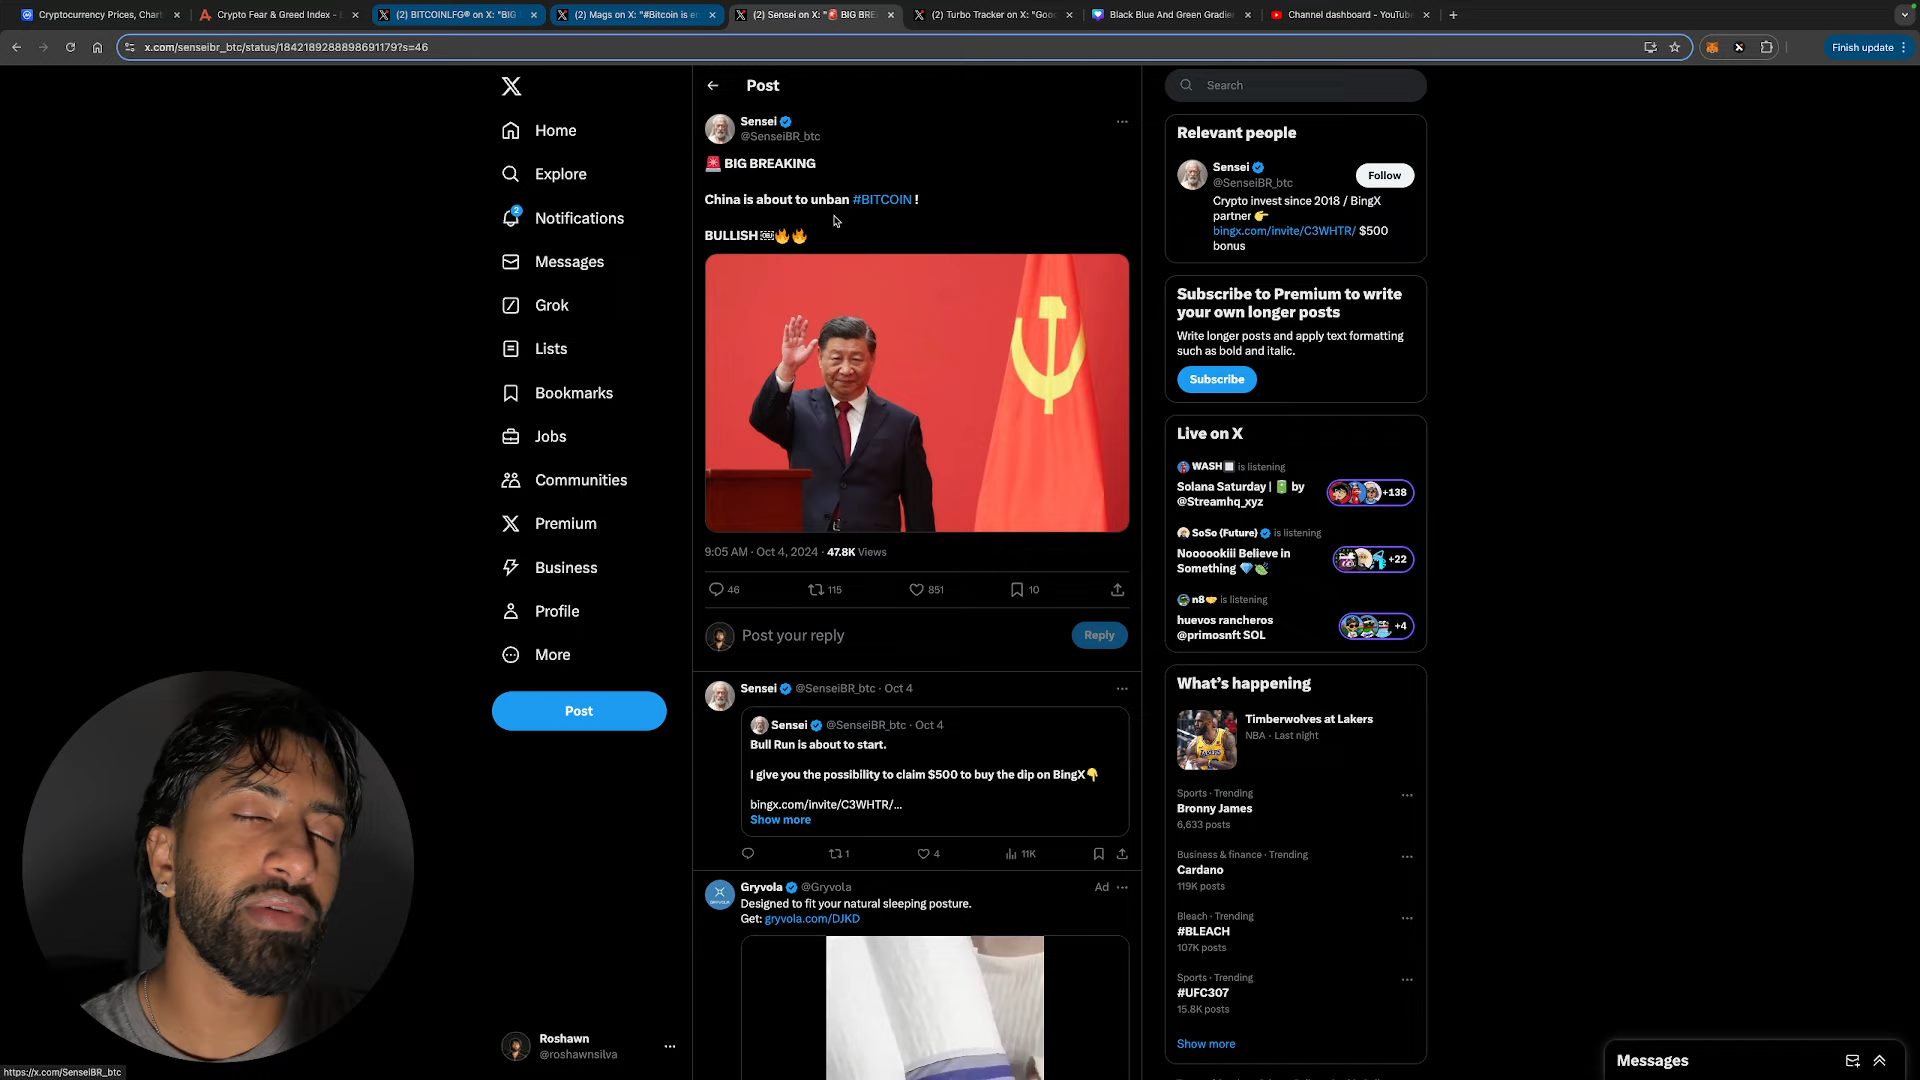 Cryptocurrency Prices, Chart
Crypto Fear & Greed Index - E
(2) BITCOINLFG® on X: "BIG
(2) Mags on X: "#Bitcoin is e
(2) Sensei on X: "🚨 BIG BRE
(2) Turbo Tracker on X: "Goo
Black Blue And Green Gradie
Channel dashboard - YouTube
x.com/senseibr_btc/status/1842189288898691179?s=46
Finish update
Home
Explore
2
Notifications
Messages
Grok
Lists
Bookmarks
Jobs
Communities
Premium
Business
Profile
More
Post
Roshawn
@roshawnsilva
https://x.com/SenseIBR_btc
Post
Sensei
@SenseiBR_btc
🚨 BIG BREAKING
China is about to unban #BITCOIN !
BULLISH 🔥🔥
9:05 AM · Oct 4, 2024 · 47.8K Views
46 115 851 10
Post your reply
Reply
Sensei @SenseiBR_btc · Oct 4
Sensei @SenseiBR_btc · Oct 4
Bull Run is about to start.
I give you the possibility to claim $500 to buy the dip on BingX👇
bingx.com/invite/C3WHTR/...
Show more
1 4 11K
Gryvola @Gryvola Ad
Designed to fit your natural sleeping posture.
Get: gryvola.com/DJKD
Search
Relevant people
Sensei
@SenseiBR_btc
Follow
Crypto invest since 2018 / BingX
partner 👉
bingx.com/invite/C3WHTR/ $500
bonus
Subscribe to Premium to write
your own longer posts
Write longer posts and apply text formatting
such as bold and italic.
Subscribe
Live on X
WASH is listening
Solana Saturday | 🔋 by
@Streamhq_xyz
+138
SoSo (Future) is listening
Noooookiii Believe in
Something 💎
+22
n8🤝 is listening
huevos rancheros
@primosnft SOL
+4
What's happening
Timberwolves at Lakers
NBA · Last night
Sports · Trending
Bronny James
6,633 posts
Business & finance · Trending
Cardano
119K posts
Bleach · Trending
#BLEACH
107K posts
Sports · Trending
#UFC307
15.8K posts
Show more
Messages